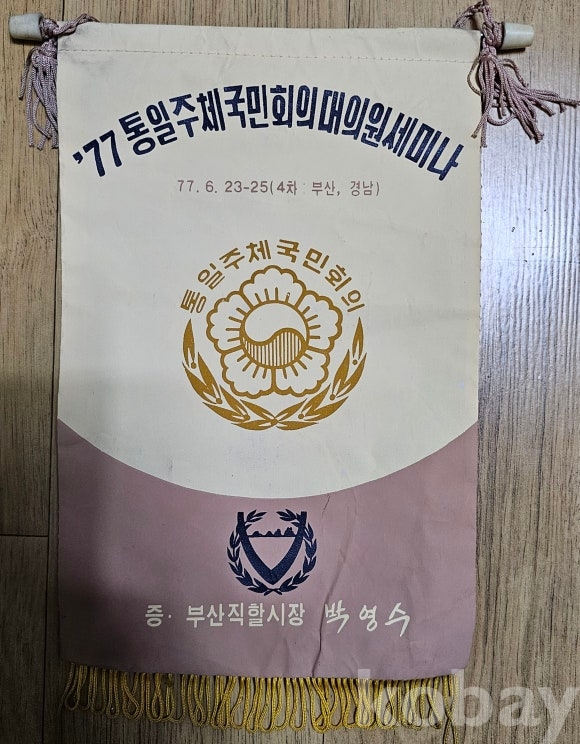 '77 통일주체국민회의대의원세미나
77. 6. 23-25(4차 : 부산, 경남)
통일주체국민회의
증· 부산직할시장 박영수
kobay